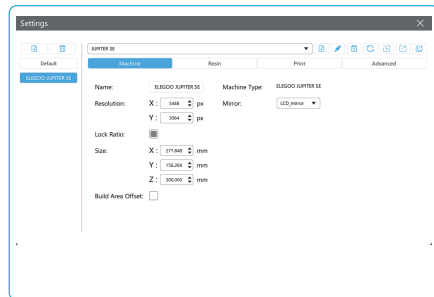 Settings
JUPITER SE
Default
Machine
Resin
Print
Advanced
ELEGOO JUPITER SE
Name:
ELEGOO JUPITER SE
Machine Type:
ELEGOO JUPITER SE
Resolution:
X : 5448 px
Mirror:
LCD_mirror
Y : 3064 px
Lock Ratio:
Size:
X : 277.848 mm
Y : 156.264 mm
Z : 300.000 mm
Build Area Offset: